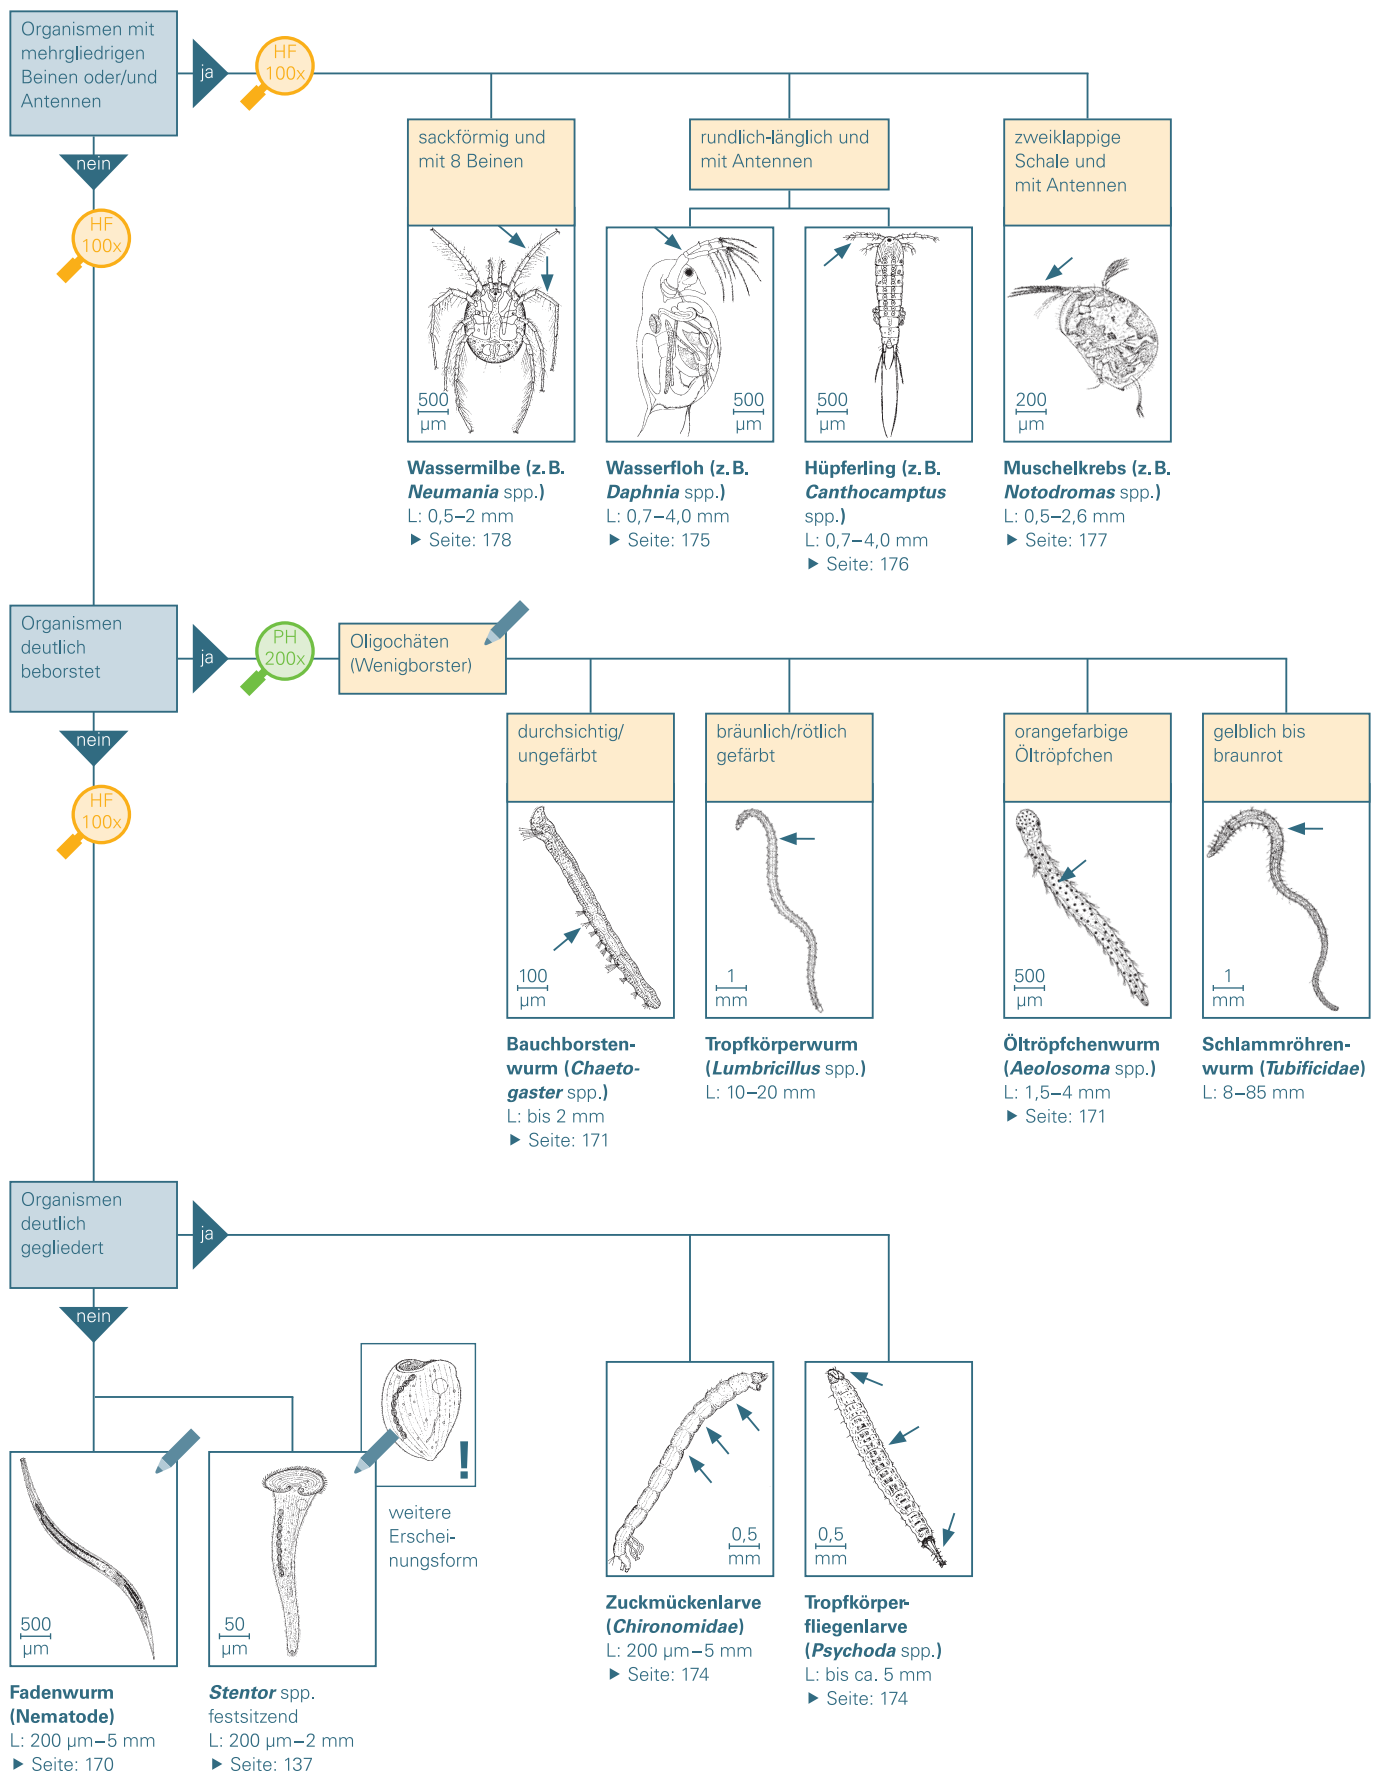 Organismen mit
mehrgliedrigen
Beinen oder/und
Antennen
ja
HF
100x
nein
HF
100x
sackförmig und
mit 8 Beinen
rundlich-länglich und
mit Antennen
zweiklappige
Schale und
mit Antennen
500
µm
500
µm
500
µm
200
µm
Wassermilbe (z. B.
Neumania spp.)
L: 0,5–2 mm
▶ Seite: 178
Wasserfloh (z. B.
Daphnia spp.)
L: 0,7–4,0 mm
▶ Seite: 175
Hüpferling (z. B.
Canthocamptus
spp.)
L: 0,7–4,0 mm
▶ Seite: 176
Muschelkrebs (z. B.
Notodromas spp.)
L: 0,5–2,6 mm
▶ Seite: 177
Organismen
deutlich
beborstet
ja
PH
200x
Oligochäten
(Wenigborster)
nein
HF
100x
durchsichtig/
ungefärbt
bräunlich/rötlich
gefärbt
orangefarbige
Öltröpfchen
gelblich bis
braunrot
100
µm
1
mm
500
µm
1
mm
Bauchborsten-
wurm (Chaeto-
gaster spp.)
L: bis 2 mm
▶ Seite: 171
Tropfkörperwurm
(Lumbricillus spp.)
L: 10–20 mm
Öltröpfchenwurm
(Aeolosoma spp.)
L: 1,5–4 mm
▶ Seite: 171
Schlammröhren-
wurm (Tubificidae)
L: 8–85 mm
Organismen
deutlich
gegliedert
ja
nein
!
weitere
Erschei-
nungsform
500
µm
50
µm
0,5
mm
0,5
mm
Fadenwurm
(Nematode)
L: 200 µm–5 mm
▶ Seite: 170
Stentor spp.
festsitzend
L: 200 µm–2 mm
▶ Seite: 137
Zuckmückenlarve
(Chironomidae)
L: 200 µm–5 mm
▶ Seite: 174
Tropfkörper-
fliegenlarve
(Psychoda spp.)
L: bis ca. 5 mm
▶ Seite: 174